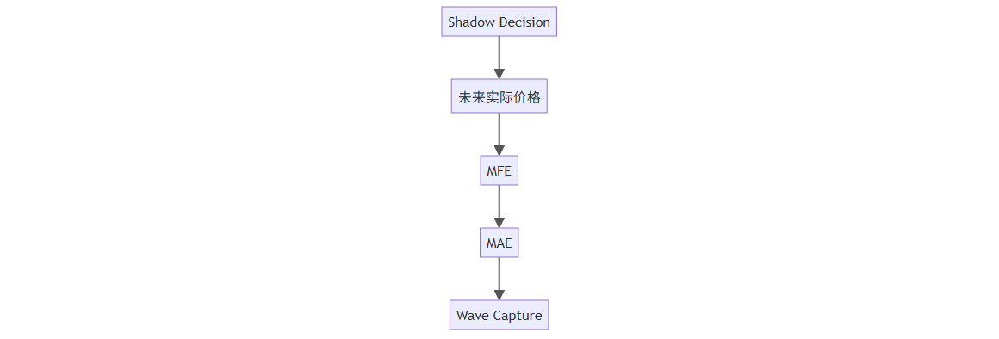 Shadow Decision
未来实际价格
MFE
MAE
Wave Capture